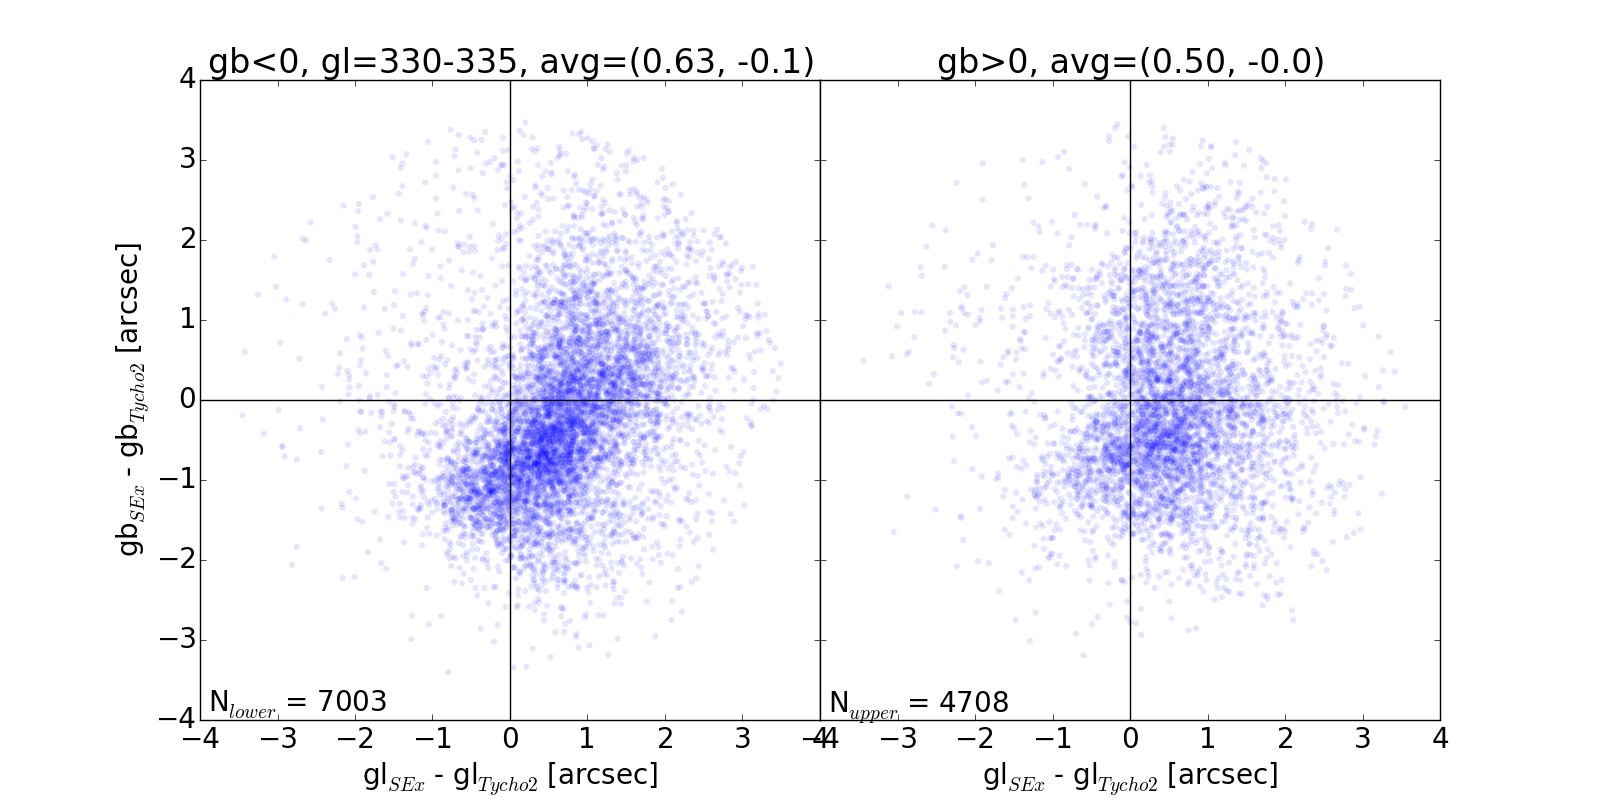 gb<0, gl=330-335, avg=(0.63, -0.1)
gb>0, avg=(0.50, -0.0)
4
3
2
1
0
−1
−2
−3
−4
gb_SEx - gb_Tycho2 [arcsec]
N_lower = 7003
N_upper = 4708
−4 −3 −2 −1 0 1 2 3 4
−4 −3 −2 −1 0 1 2 3 4
gl_SEx - gl_Tycho2 [arcsec]
gl_SEx - gl_Tycho2 [arcsec]